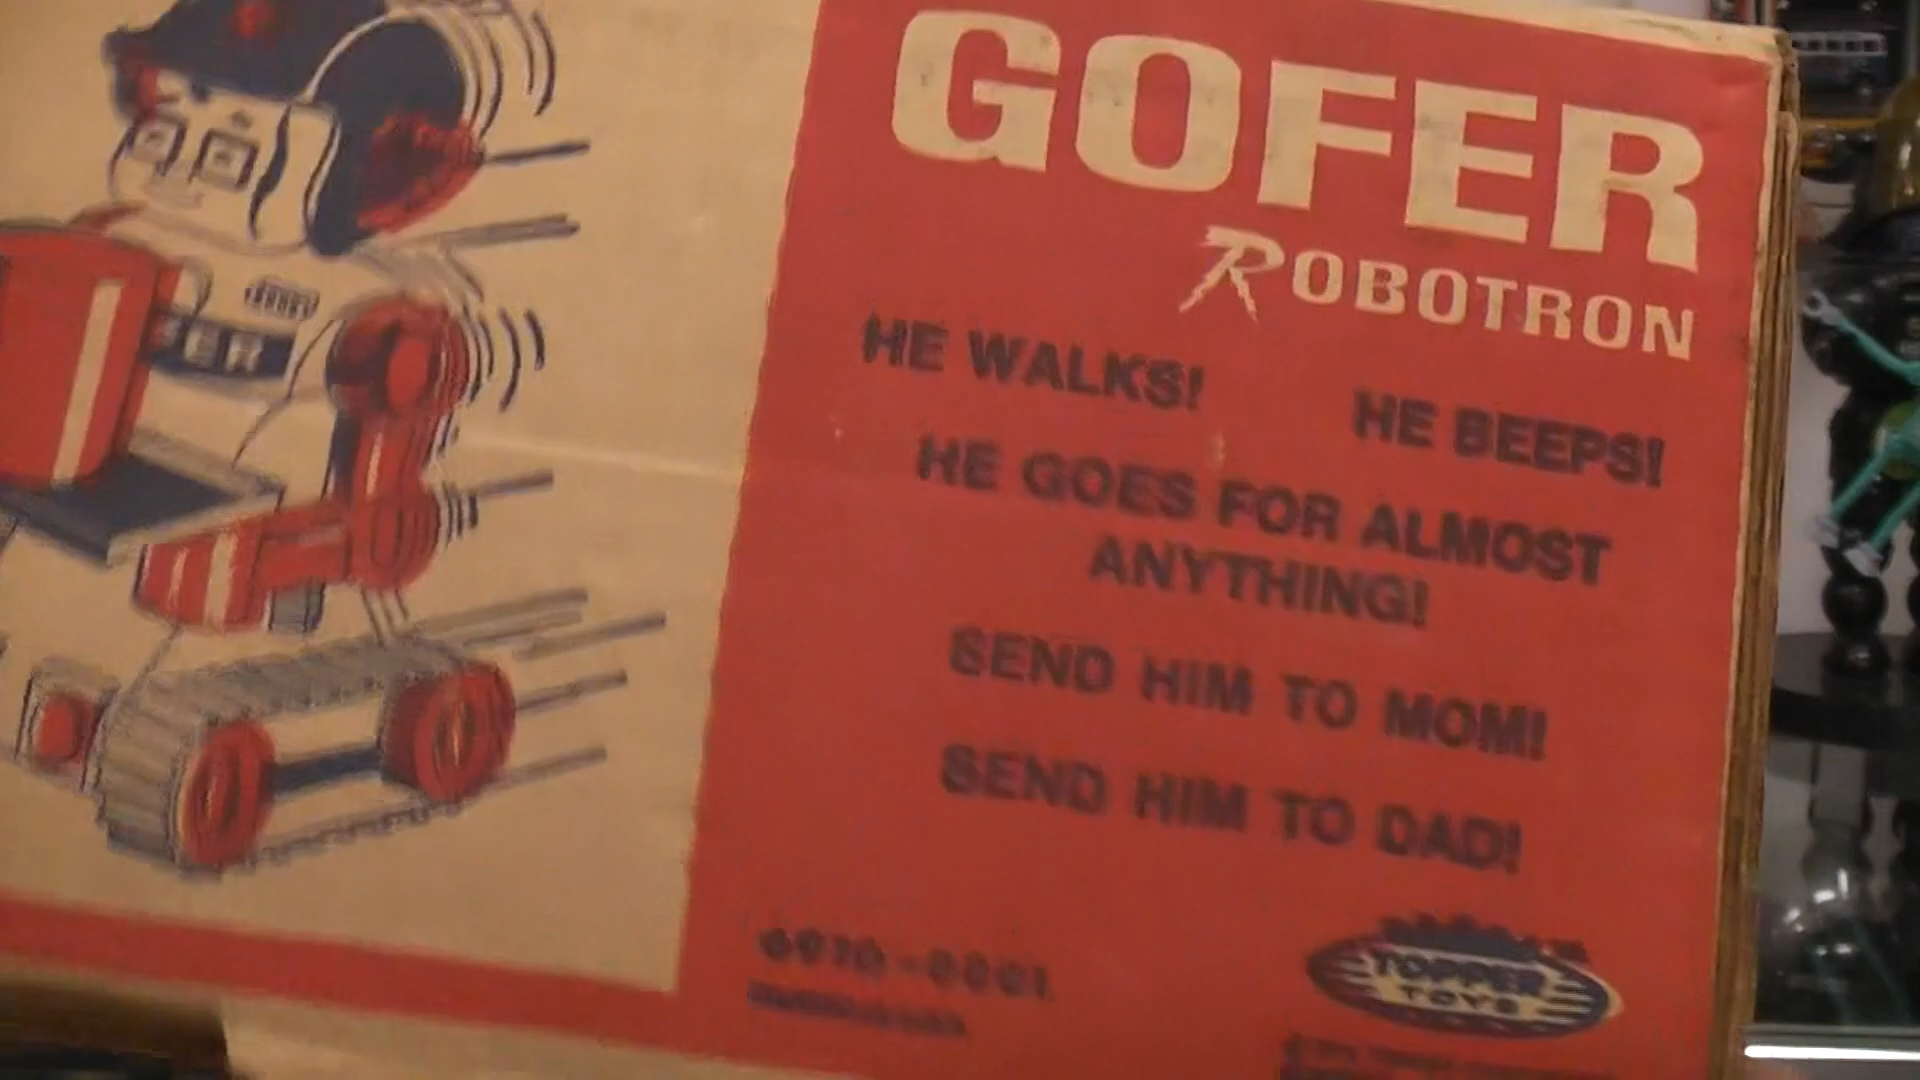 GOFER
ROBOTRON
HE WALKS!
HE BEEPS!
HE GOES FOR ALMOST
ANYTHING!
SEND HIM TO MOM!
SEND HIM TO DAD!
TOPPER
TOYS